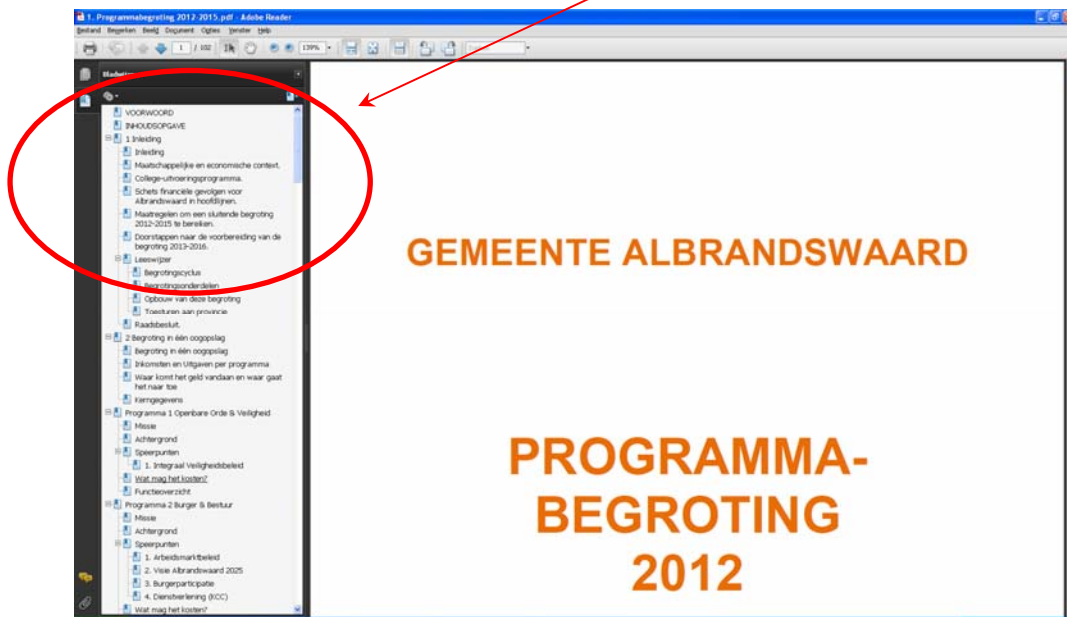 1. Programmabegroting 2012-2015.pdf - Adobe Reader
Bestand Bewerken Beeld Document Opties Venster Help
1 / 102 139%
VOORWOORD
INHOUDSOPGAVE
1 Inleiding
Inleiding
Maatschappelijke en economische context.
College-uitvoeringsprogramma.
Schets financiële gevolgen voor
Albrandswaard in hoofdlijnen.
Maatregelen om een sluitende begroting
2012-2015 te bereiken.
Doorstappen naar de voorbereiding van de
begroting 2013-2016.
Leeswijzer
Begrotingscyclus
Begrotingsonderdelen
Opbouw van deze begroting
Toesturen aan provincie
Raadsbesluit.
2 Begroting in één oogopslag
Begroting in één oogopslag
Inkomsten en Uitgaven per programma
Waar komt het geld vandaan en waar gaat
het naar toe
Kerngegevens
Programma 1 Openbare Orde & Veiligheid
Missie
Achtergrond
Speerpunten
1. Integraal Veiligheidsbeleid
Wat mag het kosten?
Functieoverzicht
Programma 2 Burger & Bestuur
Missie
Achtergrond
Speerpunten
1. Arbeidsmarktbeleid
2. Visie Albrandswaard 2025
3. Burgerparticipatie
4. Dienstverlening (KCC)
Wat mag het kosten?
GEMEENTE ALBRANDSWAARD
PROGRAMMA-
BEGROTING
2012